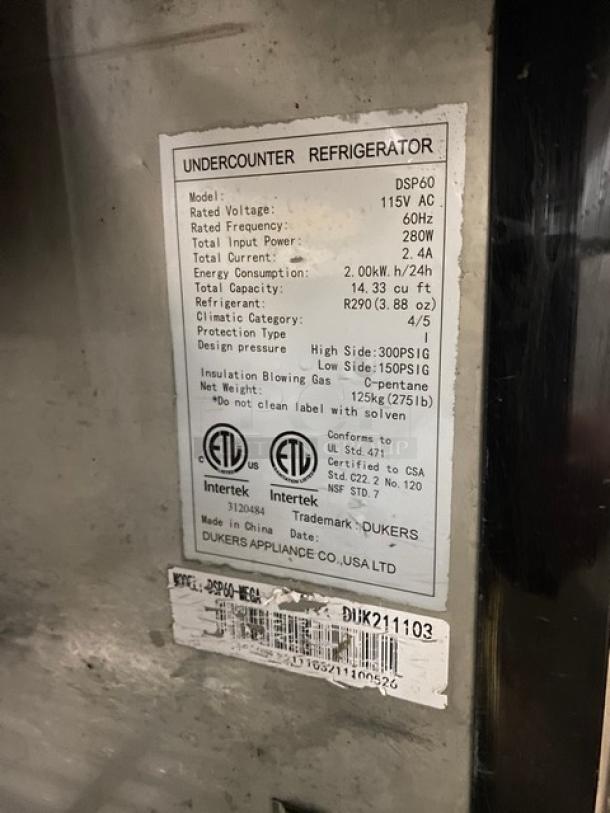 UNDERCOUNTER REFRIGERATOR
Model: DSP60
Rated Voltage: 115V AC
Rated Frequency: 60Hz
Total Input Power: 280W
Total Current: 2.4A
Energy Consumption: 2.00kW.h/24h
Total Capacity: 14.33 cu ft
Refrigerant: R290(3.88 oz)
Climatic Category: 4/5
Protection Type I
Design pressure High Side:300PSIG
Low Side:150PSIG
Insulation Blowing Gas C-pentane
Net Weight: 125kg(275lb)
*Do not clean label with solven
C ETL US
Intertek
3120484
ETL
Intertek
Conforms to
UL Std. 471
Certified to CSA
Std. C22.2 No.120
NSF STD.7
Trademark:DUKERS
Made in China Date:
DUKERS APPLIANCE CO.,USA LTD
MODEL: DSP60-MEGA
DUK211103